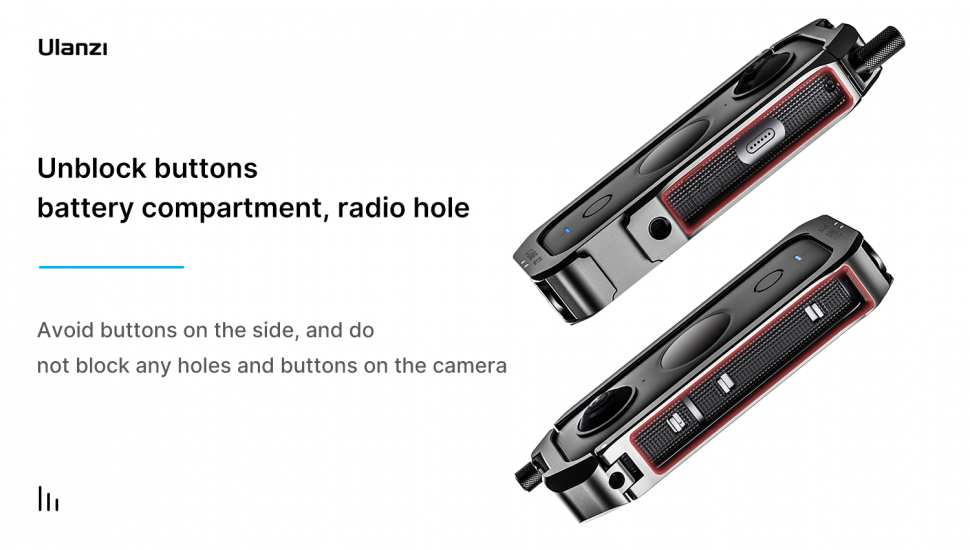 Ulanzi
Unblock buttons
battery compartment, radio hole
Avoid buttons on the side, and do
not block any holes and buttons on the camera